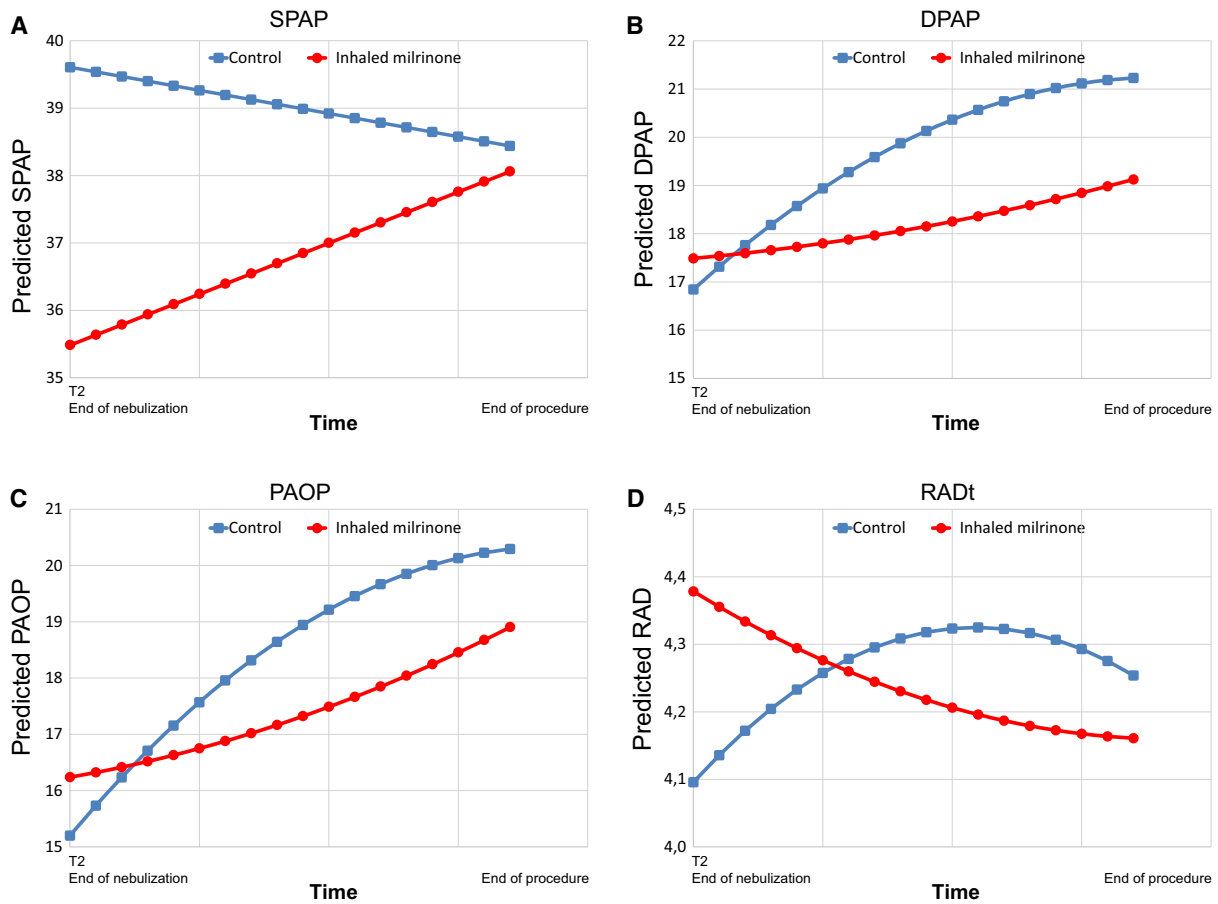 A
SPAP
Control
Inhaled milrinone
Predicted SPAP
40
39
38
37
36
35
T2
End of nebulization
End of procedure
Time
B
DPAP
Control
Inhaled milrinone
Predicted DPAP
22
21
20
19
18
17
16
15
T2
End of nebulization
End of procedure
Time
C
PAOP
Control
Inhaled milrinone
Predicted PAOP
21
20
19
18
17
16
15
T2
End of nebulization
End of procedure
Time
D
RADt
Control
Inhaled milrinone
Predicted RAD
4,5
4,4
4,3
4,2
4,1
4,0
T2
End of nebulization
End of procedure
Time